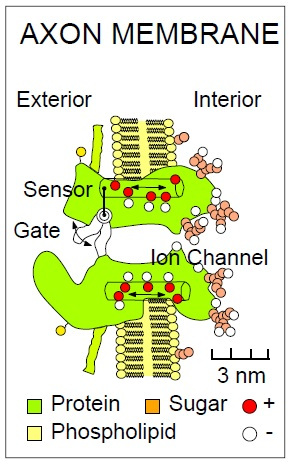 AXON MEMBRANE
Exterior Interior
Sensor
Gate
Ion Channel
3 nm
Protein Sugar +
Phospholipid -